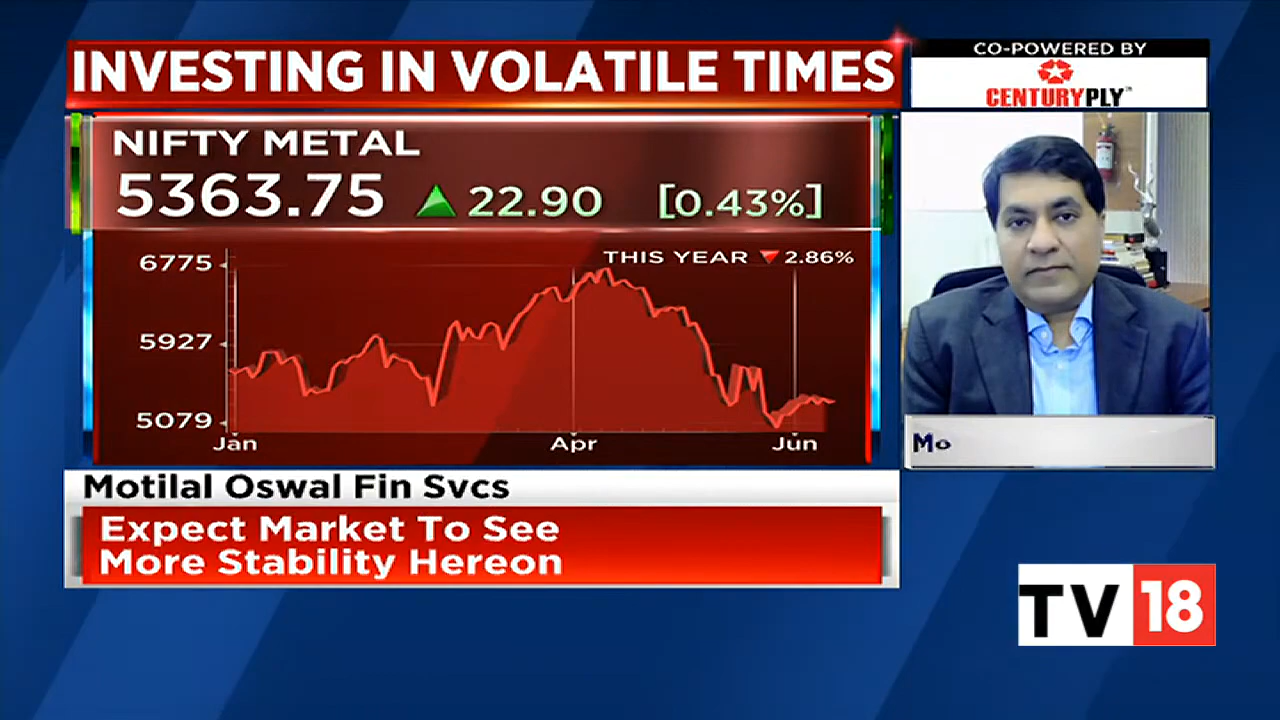 INVESTING IN VOLATILE TIMES
CO-POWERED BY
CENTURYPLY
NIFTY METAL
5363.75 ▲ 22.90 [0.43%]
THIS YEAR ▼ 2.86%
6775
5927
5079
Jan Apr Jun
Mo
Motilal Oswal Fin Svcs
Expect Market To See
More Stability Hereon
TV 18